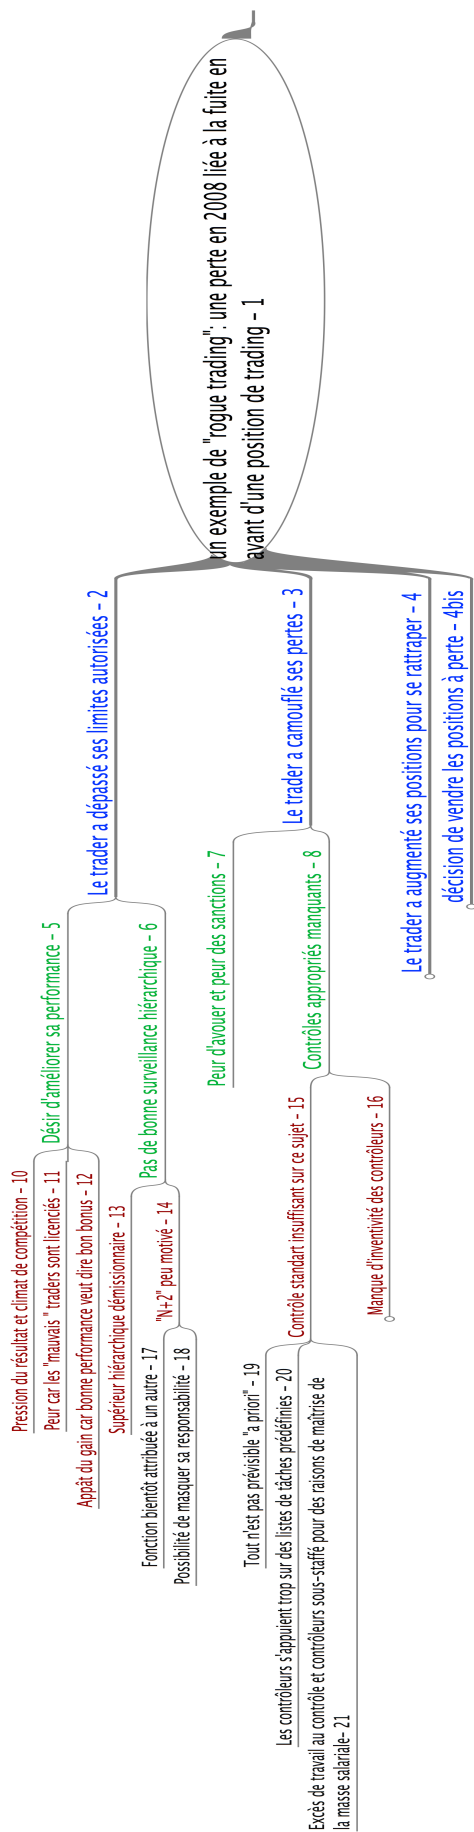 un exemple de "rogue trading": une perte en 2008 liée à la fuite en
avant d'une position de trading – 1
Le trader a dépassé ses limites autorisées – 2
Désir d'améliorer sa performance – 5
Pression du résultat et climat de compétition – 10
Peur car les "mauvais " traders sont licenciés – 11
Appât du gain car bonne performance veut dire bon bonus – 12
Pas de bonne surveillance hiérarchique – 6
Supérieur hiérarchique démissionnaire – 13
"N+2" peu motivé – 14
Fonction bientôt attribuée à un autre – 17
Possibilité de masquer sa responsabilité – 18
Le trader a camouflé ses pertes – 3
Peur d'avouer et peur des sanctions – 7
Contrôles appropriés manquants – 8
Contrôle standart insuffisant sur ce sujet – 15
Tout n'est pas prévisible "a priori" – 19
Les contrôleurs s'appuient trop sur des listes de tâches prédéfinies – 20
Excès de travail au contrôle et contrôleurs sous-staffé pour des raisons de maîtrise de
la masse salariale– 21
Manque d'inventivité des contrôleurs – 16
Le trader a augmenté ses positions pour se rattraper – 4
décision de vendre les positions à perte – 4bis